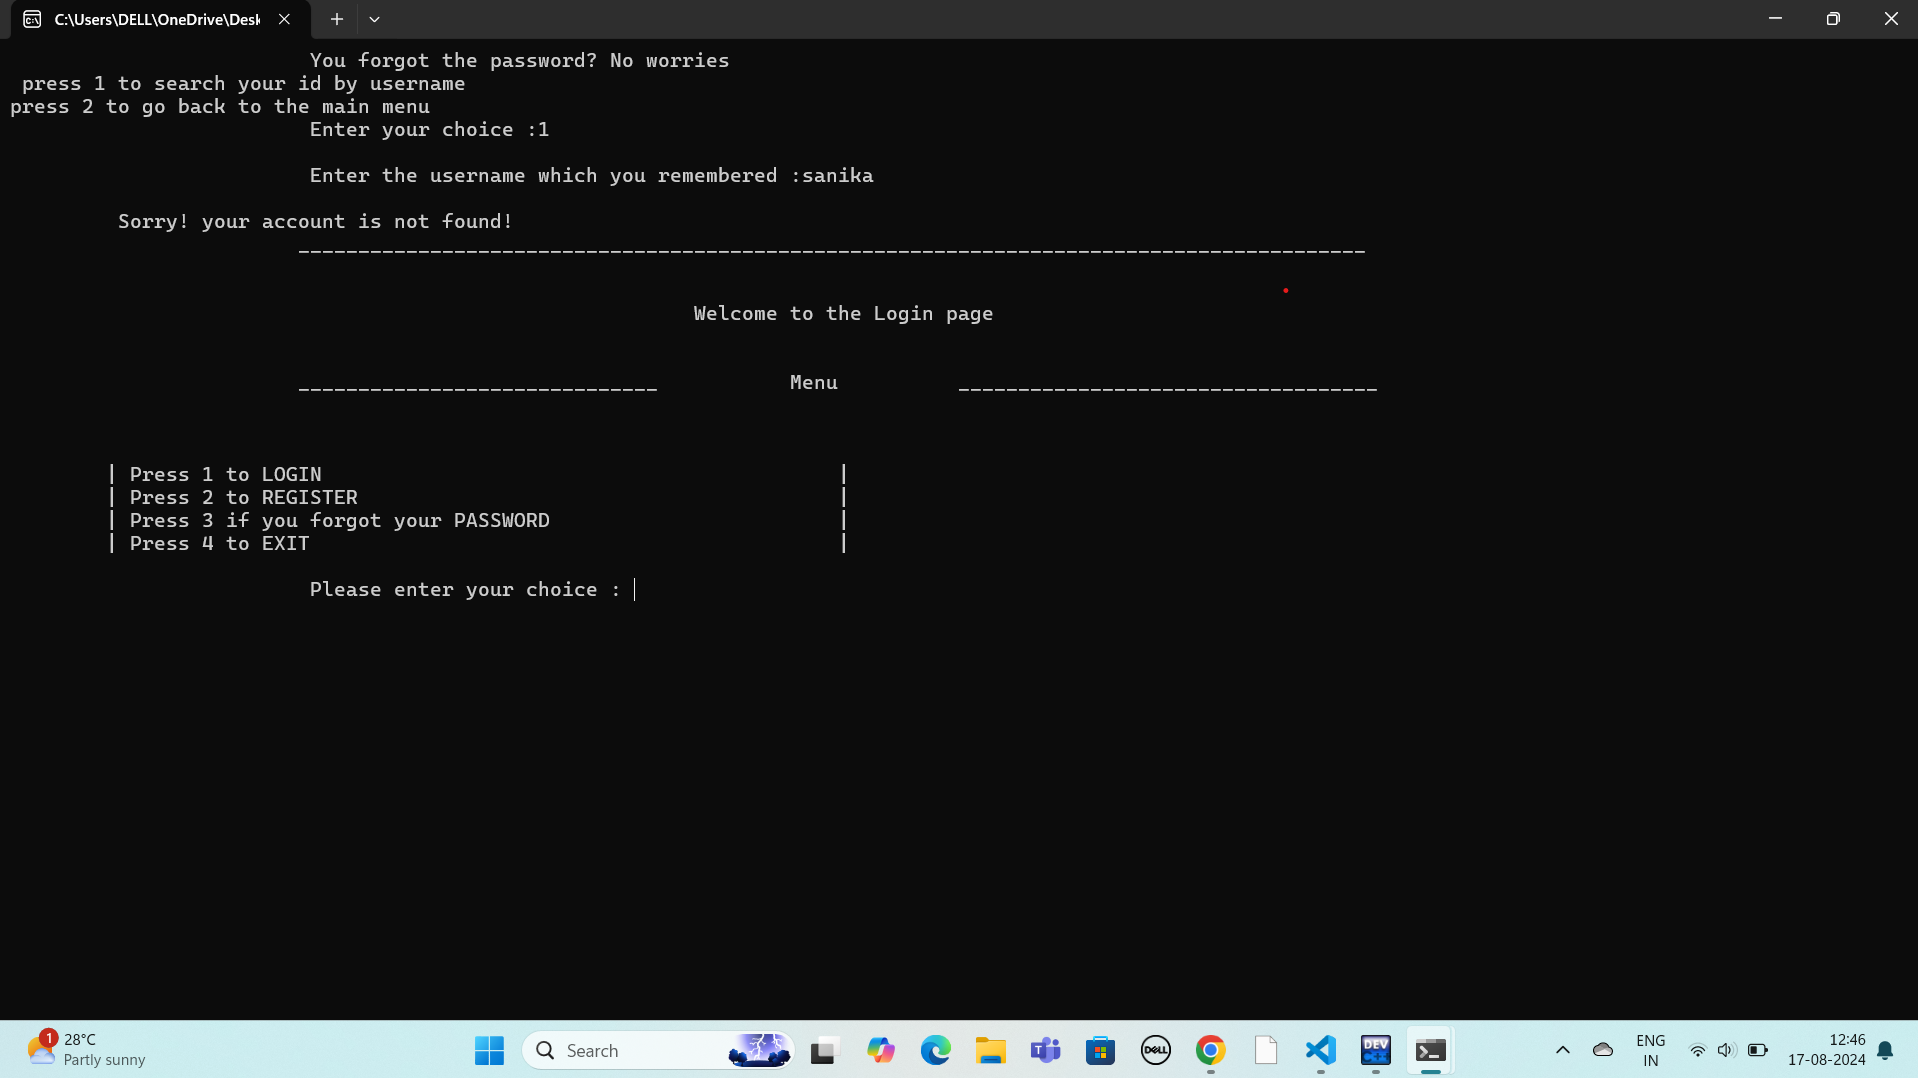 C:\Users\DELL\OneDrive\Desk
You forgot the password? No worries
press 1 to search your id by username
press 2 to go back to the main menu
Enter your choice :1
Enter the username which you remembered :sanika
Sorry! your account is not found!
_________________________________________________________________________________________
Welcome to the Login page
______________________________ Menu ___________________________________
| Press 1 to LOGIN |
| Press 2 to REGISTER |
| Press 3 if you forgot your PASSWORD |
| Press 4 to EXIT |
Please enter your choice :
1
28°C
Partly sunny
Search
DELL
DEV
C++
ENG
IN
12:46
17-08-2024